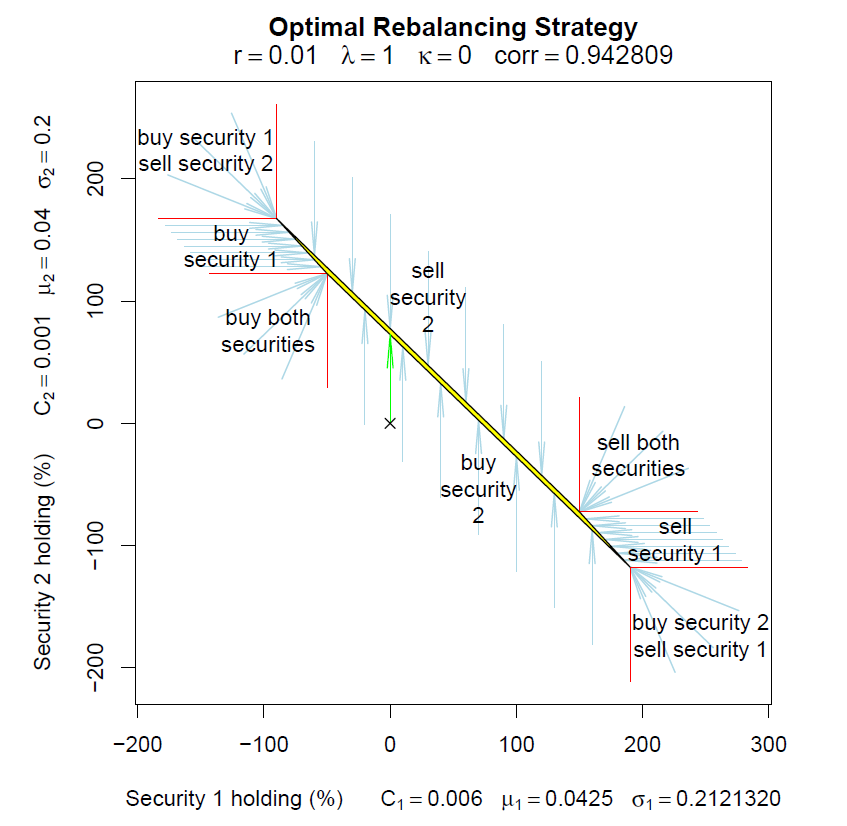 Optimal Rebalancing Strategy
r = 0.01 λ = 1 κ = 0 corr = 0.942809
Security 2 holding (%) C₂ = 0.001 μ₂ = 0.04 σ₂ = 0.2
200
100
0
−100
−200
buy security 1
sell security 2
buy
security 1
buy both
securities
sell
security
2
buy
security
2
sell both
securities
sell
security 1
buy security 2
sell security 1
−200 −100 0 100 200 300
Security 1 holding (%) C₁ = 0.006 μ₁ = 0.0425 σ₁ = 0.2121320